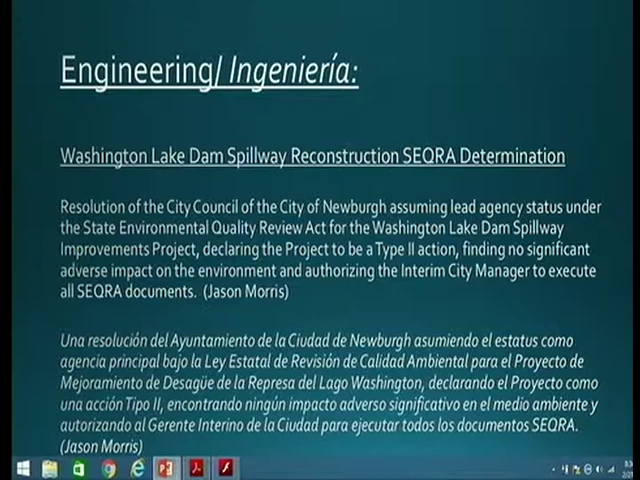 Engineering/ Ingeniería:
Washington Lake Dam Spillway Reconstruction SEQRA Determination
Resolution of the City Council of the City of Newburgh assuming lead agency status under
the State Environmental Quality Review Act for the Washington Lake Dam Spillway
Improvements Project, declaring the Project to be a Type II action, finding no significant
adverse impact on the environment and authorizing the Interim City Manager to execute
all SEQRA documents. (Jason Morris)
Una resolución del Ayuntamiento de la Ciudad de Newburgh asumiendo el estatus como
agencia principal bajo la Ley Estatal de Revisión de Calidad Ambiental para el Proyecto de
Mejoramiento de Desagüe de la Represa del Lago Washington, declarando el Proyecto como
una acción Tipo II, encontrando ningún impacto adverso significativo en el medio ambiente y
autorizando al Gerente Interino de la Ciudad para ejecutar todos los documentos SEQRA.
(Jason Morris)